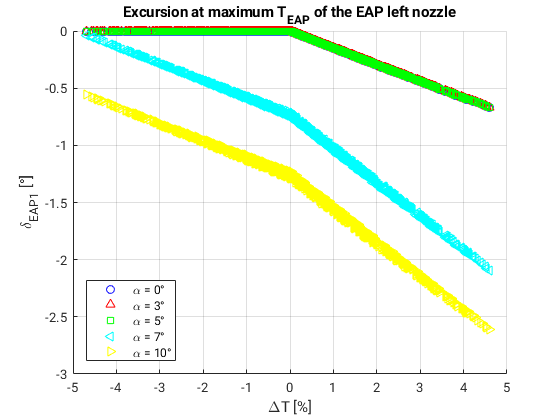 Excursion at maximum T_EAP of the EAP left nozzle
0
-0.5
-1
-1.5
-2
-2.5
-3
δ_EAP1 [°]
α = 0°
α = 3°
α = 5°
α = 7°
α = 10°
-5 -4 -3 -2 -1 0 1 2 3 4 5
ΔT [%]